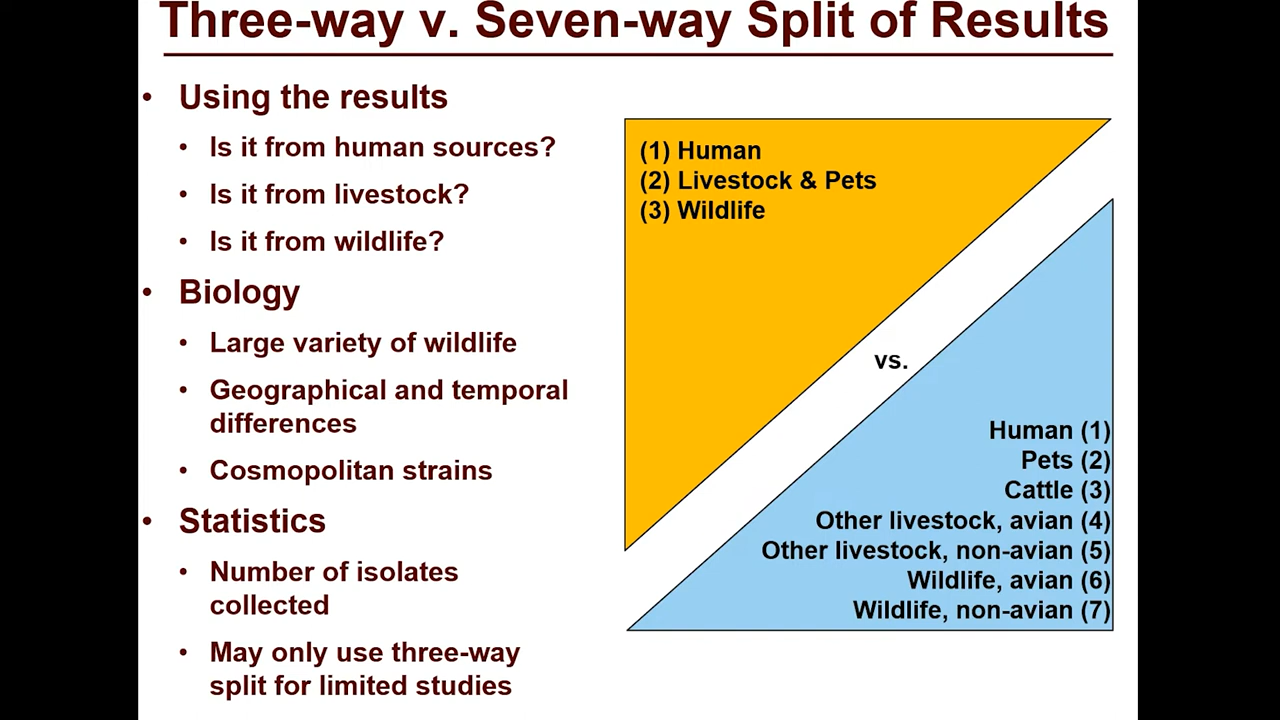 Three-way v. Seven-way Split of Results
• Using the results
• Is it from human sources?
• Is it from livestock?
• Is it from wildlife?
• Biology
• Large variety of wildlife
• Geographical and temporal
differences
• Cosmopolitan strains
• Statistics
• Number of isolates
collected
• May only use three-way
split for limited studies
(1) Human
(2) Livestock & Pets
(3) Wildlife
vs.
Human (1)
Pets (2)
Cattle (3)
Other livestock, avian (4)
Other livestock, non-avian (5)
Wildlife, avian (6)
Wildlife, non-avian (7)